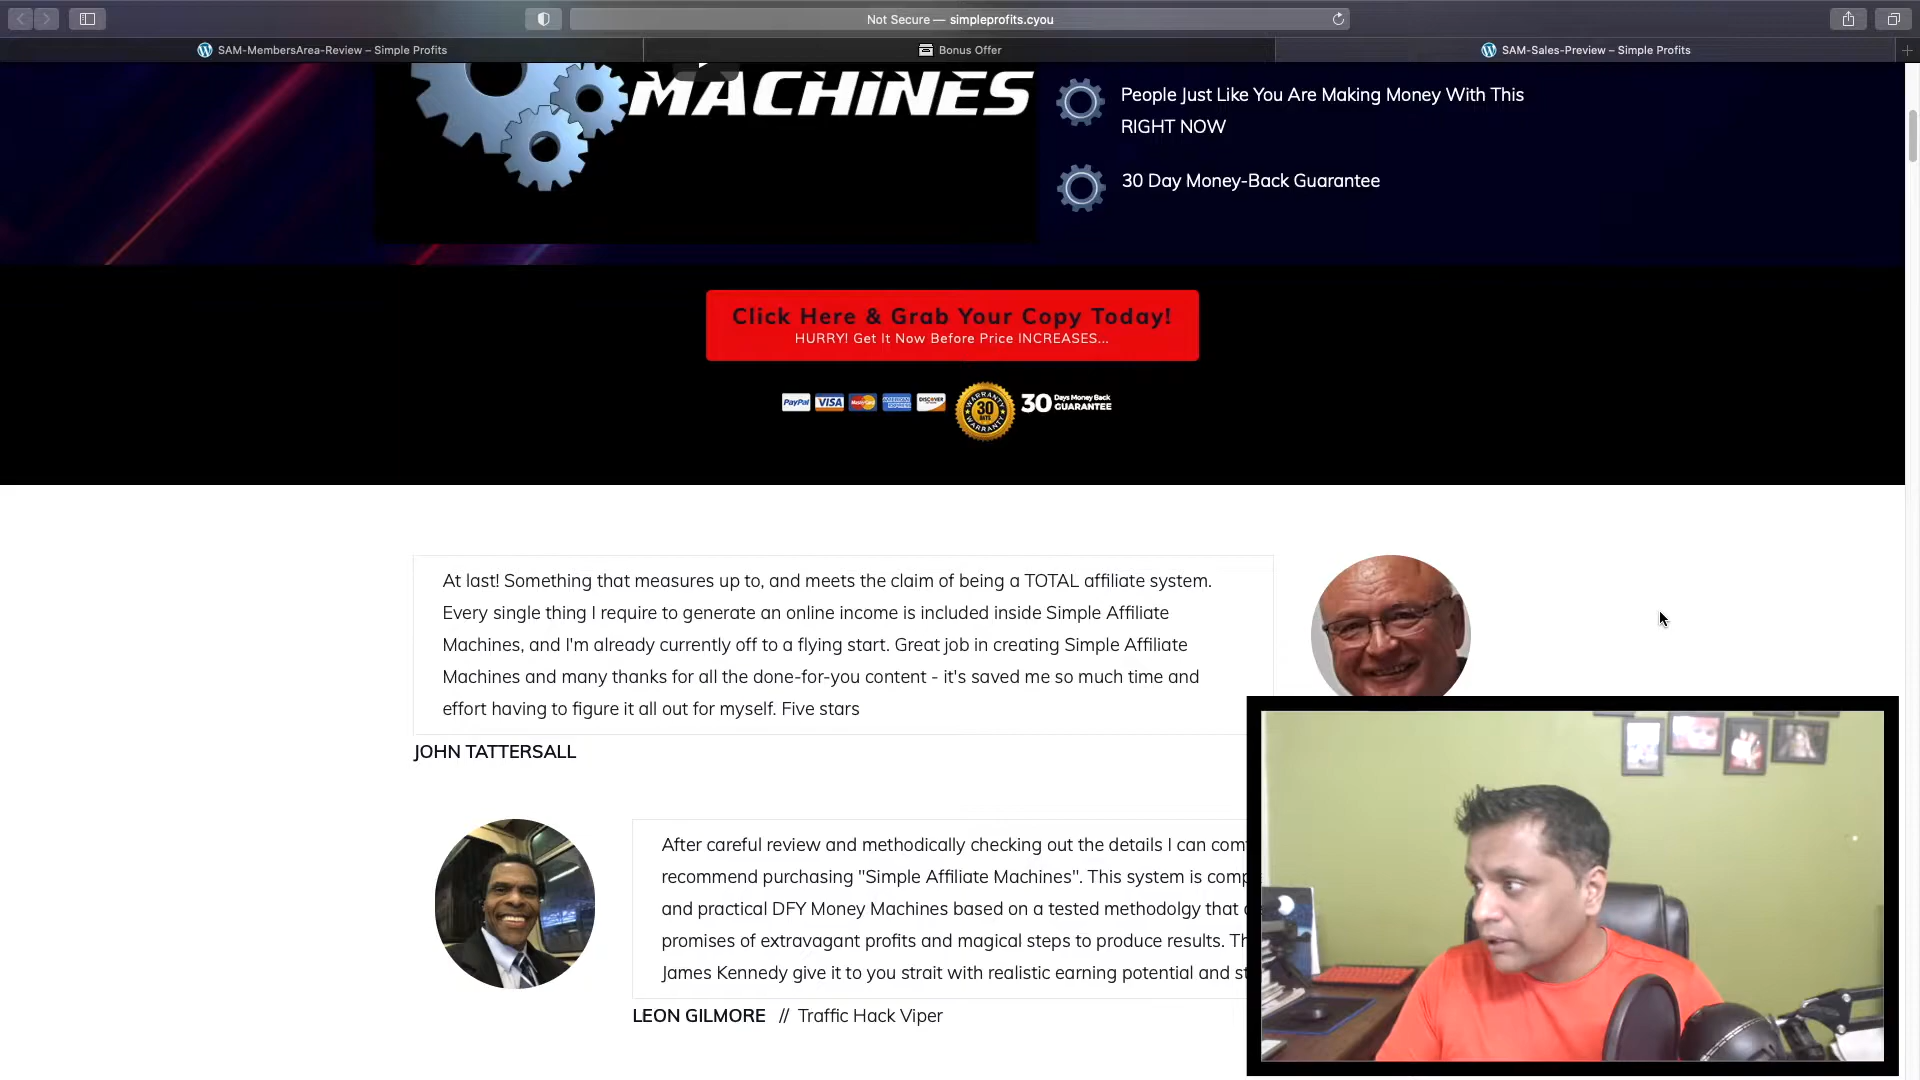 Not Secure — simpleprofits.cyou
SAM-MembersArea-Review – Simple Profits
Bonus Offer
SAM-Sales-Preview – Simple Profits
MACHINES
People Just Like You Are Making Money With This
RIGHT NOW
30 Day Money-Back Guarantee
Click Here & Grab Your Copy Today!
HURRY! Get It Now Before Price INCREASES...
PayPal VISA MasterCard AMERICAN EXPRESS DISCOVER
WARRANTY 30 DAYS WARRANTY
30 Days Money Back GUARANTEE
At last! Something that measures up to, and meets the claim of being a TOTAL affiliate system.
Every single thing I require to generate an online income is included inside Simple Affiliate
Machines, and I'm already currently off to a flying start. Great job in creating Simple Affiliate
Machines and many thanks for all the done-for-you content - it's saved me so much time and
effort having to figure it all out for myself. Five stars
JOHN TATTERSALL
After careful review and methodically checking out the details I can
recommend purchasing "Simple Affiliate Machines". This system is
and practical DFY Money Machines based on a tested methodolgy that
promises of extravagant profits and magical steps to produce results.
James Kennedy give it to you strait with realistic earning potential and
LEON GILMORE // Traffic Hack Viper